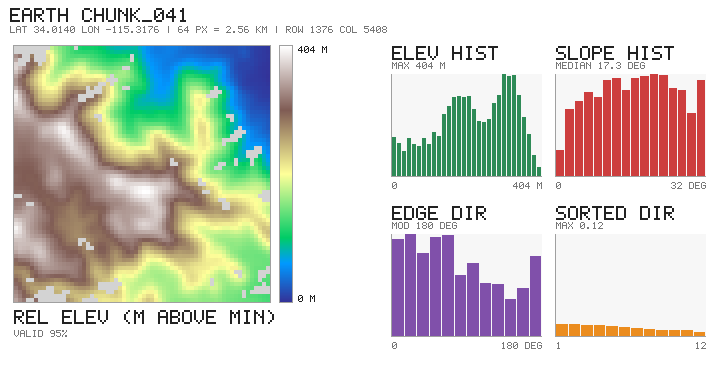 EARTH CHUNK_041
LAT 34.0140 LON -115.3176 | 64 PX = 2.56 KM | ROW 1376 COL 5408
404 M
0 M
REL ELEV (M ABOVE MIN)
VALID 95%
ELEV HIST
MAX 404 M
0 404 M
SLOPE HIST
MEDIAN 17.3 DEG
0 32 DEG
EDGE DIR
MOD 180 DEG
0 180 DEG
SORTED DIR
MAX 0.12
1 12